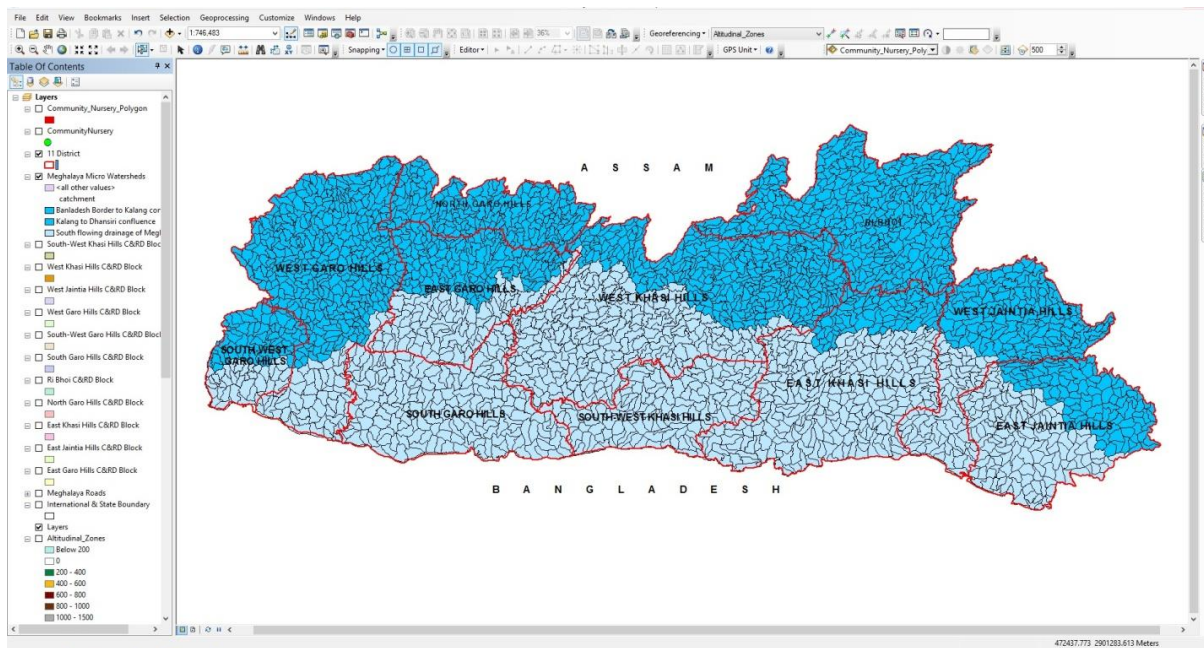 File Edit View Bookmarks Insert Selection Geoprocessing Customize Windows Help
1:746,483
36%
Georeferencing
Altitudinal_Zones
Snapping
Editor
GPS Unit
Community_Nursery_Poly
500
Table Of Contents
Layers
Community_Nursery_Polygon
CommunityNursery
11 District
Meghalaya Micro Watersheds
<all other values>
catchment
Banladesh Border to Kalang cor
Kalang to Dhansiri confluence
South flowing drainage of Megl
South-West Khasi Hills C&RD Bloc
West Khasi Hills C&RD Block
West Jaintia Hills C&RD Block
West Garo Hills C&RD Block
South-West Garo Hills C&RD Bloc
South Garo Hills C&RD Block
Ri Bhoi C&RD Block
North Garo Hills C&RD Block
East Khasi Hills C&RD Block
East Jaintia Hills C&RD Block
East Garo Hills C&RD Block
Meghalaya Roads
International & State Boundary
Layers
Altitudinal_Zones
Below 200
0
200 - 400
400 - 600
600 - 800
800 - 1000
1000 - 1500
ASSAM
NORTH GARO HILLS
RI BHOI
WEST GARO HILLS
EAST GARO HILLS
WEST KHASI HILLS
WEST JAINTIA HILLS
SOUTH WEST
GARO HILLS
EAST KHASI HILLS
SOUTH GARO HILLS
SOUTH WEST KHASI HILLS
EAST JAINTIA HILLS
BANGLADESH
472437.773 2901283.613 Meters